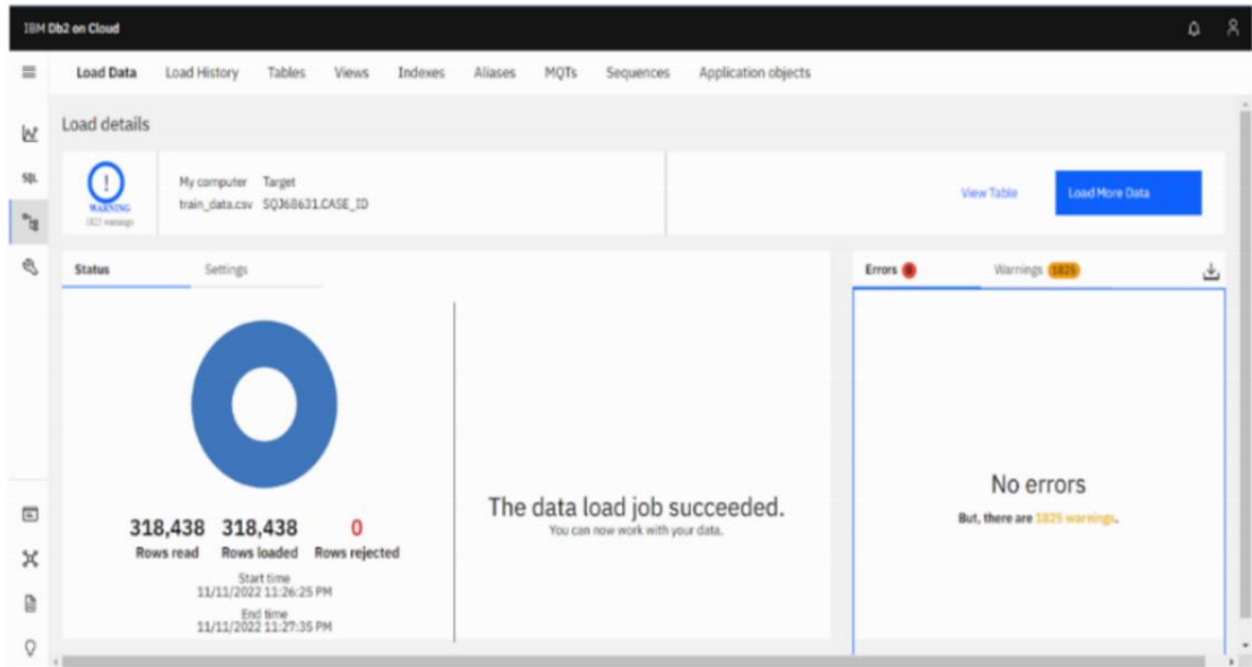 IBM Db2 on Cloud
Load Data Load History Tables Views Indexes Aliases MQTs Sequences Application objects
Load details
SQL
!
WARNING
warnings
My computer Target
train_data.csv SQJ68631.CASE_ID
View Table Load More Data
Status Settings
318,438 318,438 0
Rows read Rows loaded Rows rejected
Start time
11/11/2022 11:26:25 PM
End time
11/11/2022 11:27:35 PM
The data load job succeeded.
You can now work with your data.
Errors 0 Warnings 1825
No errors
But, there are 1825 warnings.